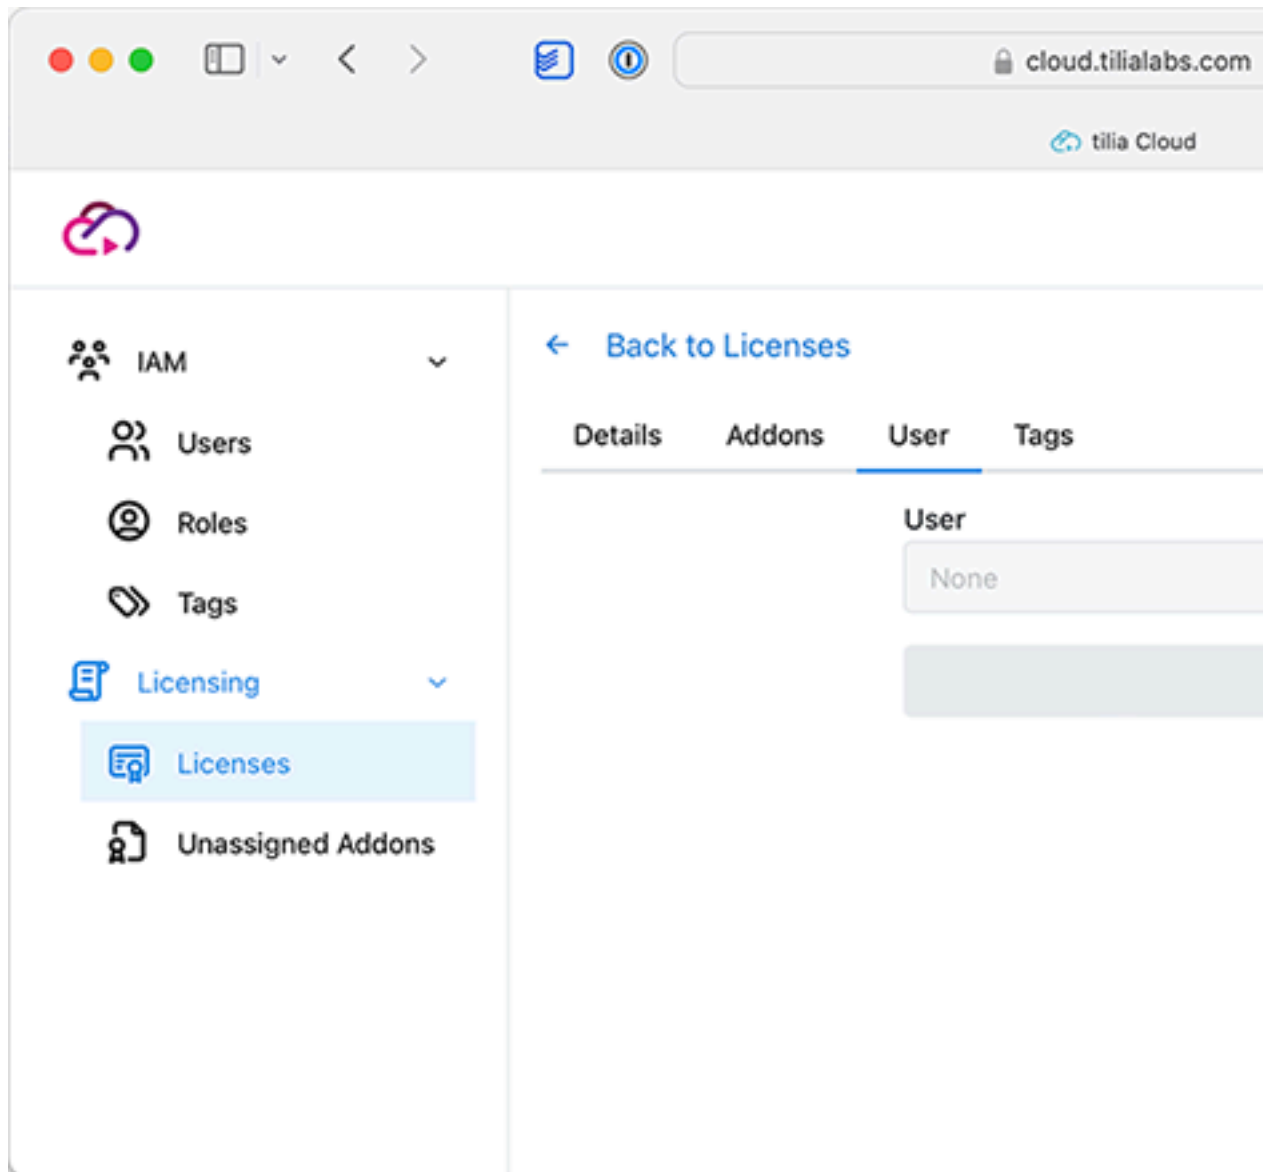 cloud.tilialabs.com
tilia Cloud
IAM
Users
Roles
Tags
Licensing
Licenses
Unassigned Addons
Back to Licenses
Details Addons User Tags
User
None